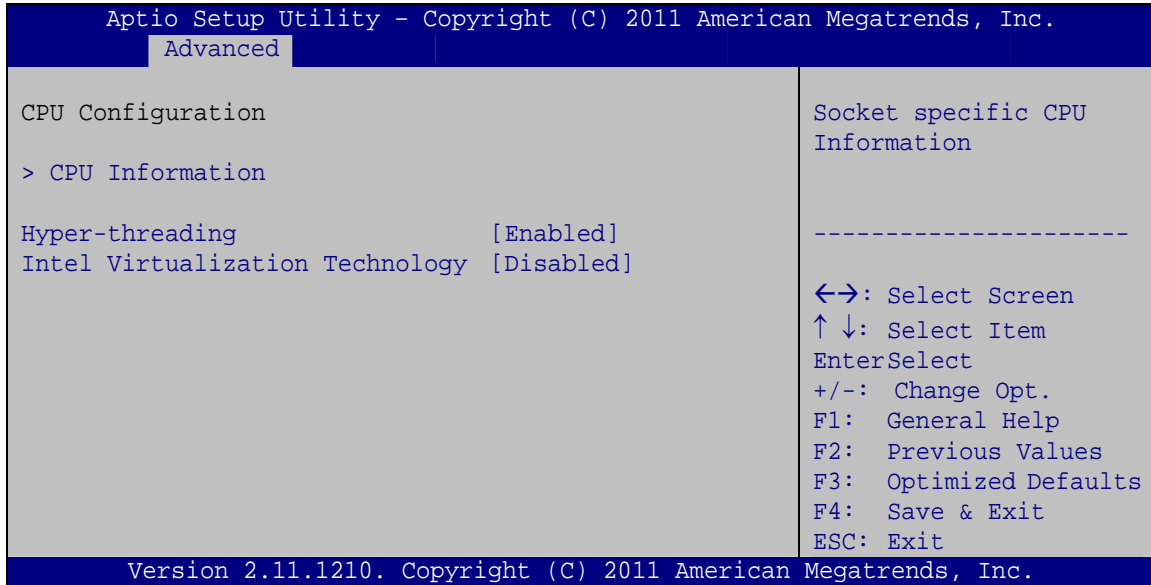 Aptio Setup Utility – Copyright (C) 2011 American Megatrends, Inc.
Advanced
CPU Configuration
> CPU Information
Hyper-threading [Enabled]
Intel Virtualization Technology [Disabled]
Socket specific CPU
Information
----------------------
←→: Select Screen
↑ ↓: Select Item
EnterSelect
+/-: Change Opt.
F1: General Help
F2: Previous Values
F3: Optimized Defaults
F4: Save & Exit
ESC: Exit
Version 2.11.1210. Copyright (C) 2011 American Megatrends, Inc.